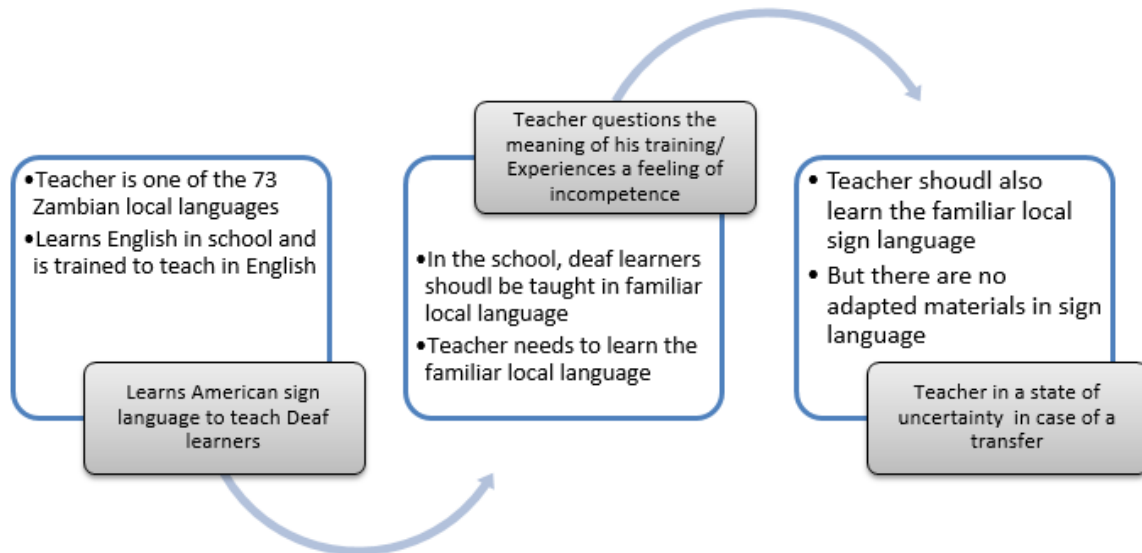 •Teacher is one of the 73
Zambian local languages
•Learns English in school and
is trained to teach in English
Learns American sign
language to teach Deaf
learners
Teacher questions the
meaning of his training/
Experiences a feeling of
incompetence
•In the school, deaf learners
shoudl be taught in familiar
local language
•Teacher needs to learn the
familiar local language
• Teacher shoudl also
learn the familiar local
sign language
• But there are no
adapted materials in sign
language
Teacher in a state of
uncertainty in case of a
transfer